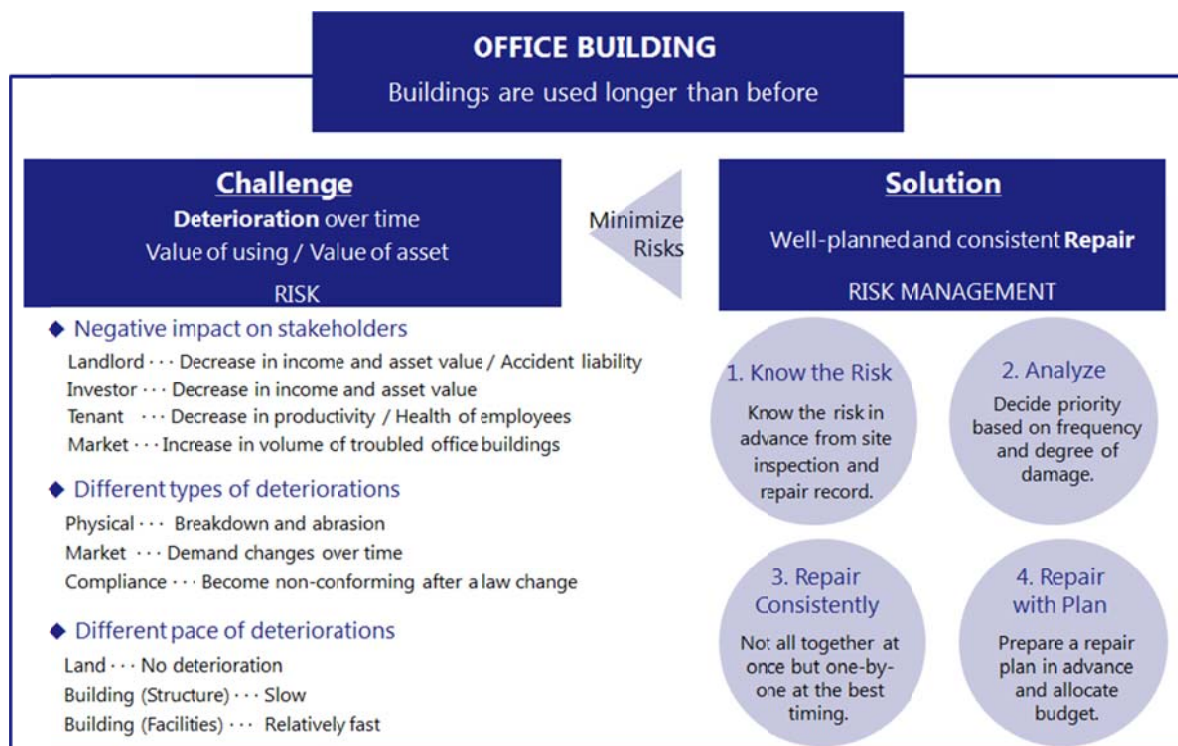 OFFICE BUILDING
Buildings are used longer than before
Challenge
Deterioration over time
Value of using / Value of asset
RISK
Minimize
Risks
Solution
Well-planned and consistent Repair
RISK MANAGEMENT
◆ Negative impact on stakeholders
Landlord ··· Decrease in income and asset value / Accident liability
Investor ··· Decrease in income and asset value
Tenant ··· Decrease in productivity / Health of employees
Market ··· Increase in volume of troubled office buildings
◆ Different types of deteriorations
Physical ··· Breakdown and abrasion
Market ··· Demand changes over time
Compliance ··· Become non-conforming after a law change
◆ Different pace of deteriorations
Land ··· No deterioration
Building (Structure) ··· Slow
Building (Facilities) ··· Relatively fast
1. Know the Risk
Know the risk in
advance from site
inspection and
repair record.
2. Analyze
Decide priority
based on frequency
and degree of
damage.
3. Repair
Consistently
Not all together at
once but one-by-
one at the best
timing.
4. Repair
with Plan
Prepare a repair
plan in advance
and allocate
budget.